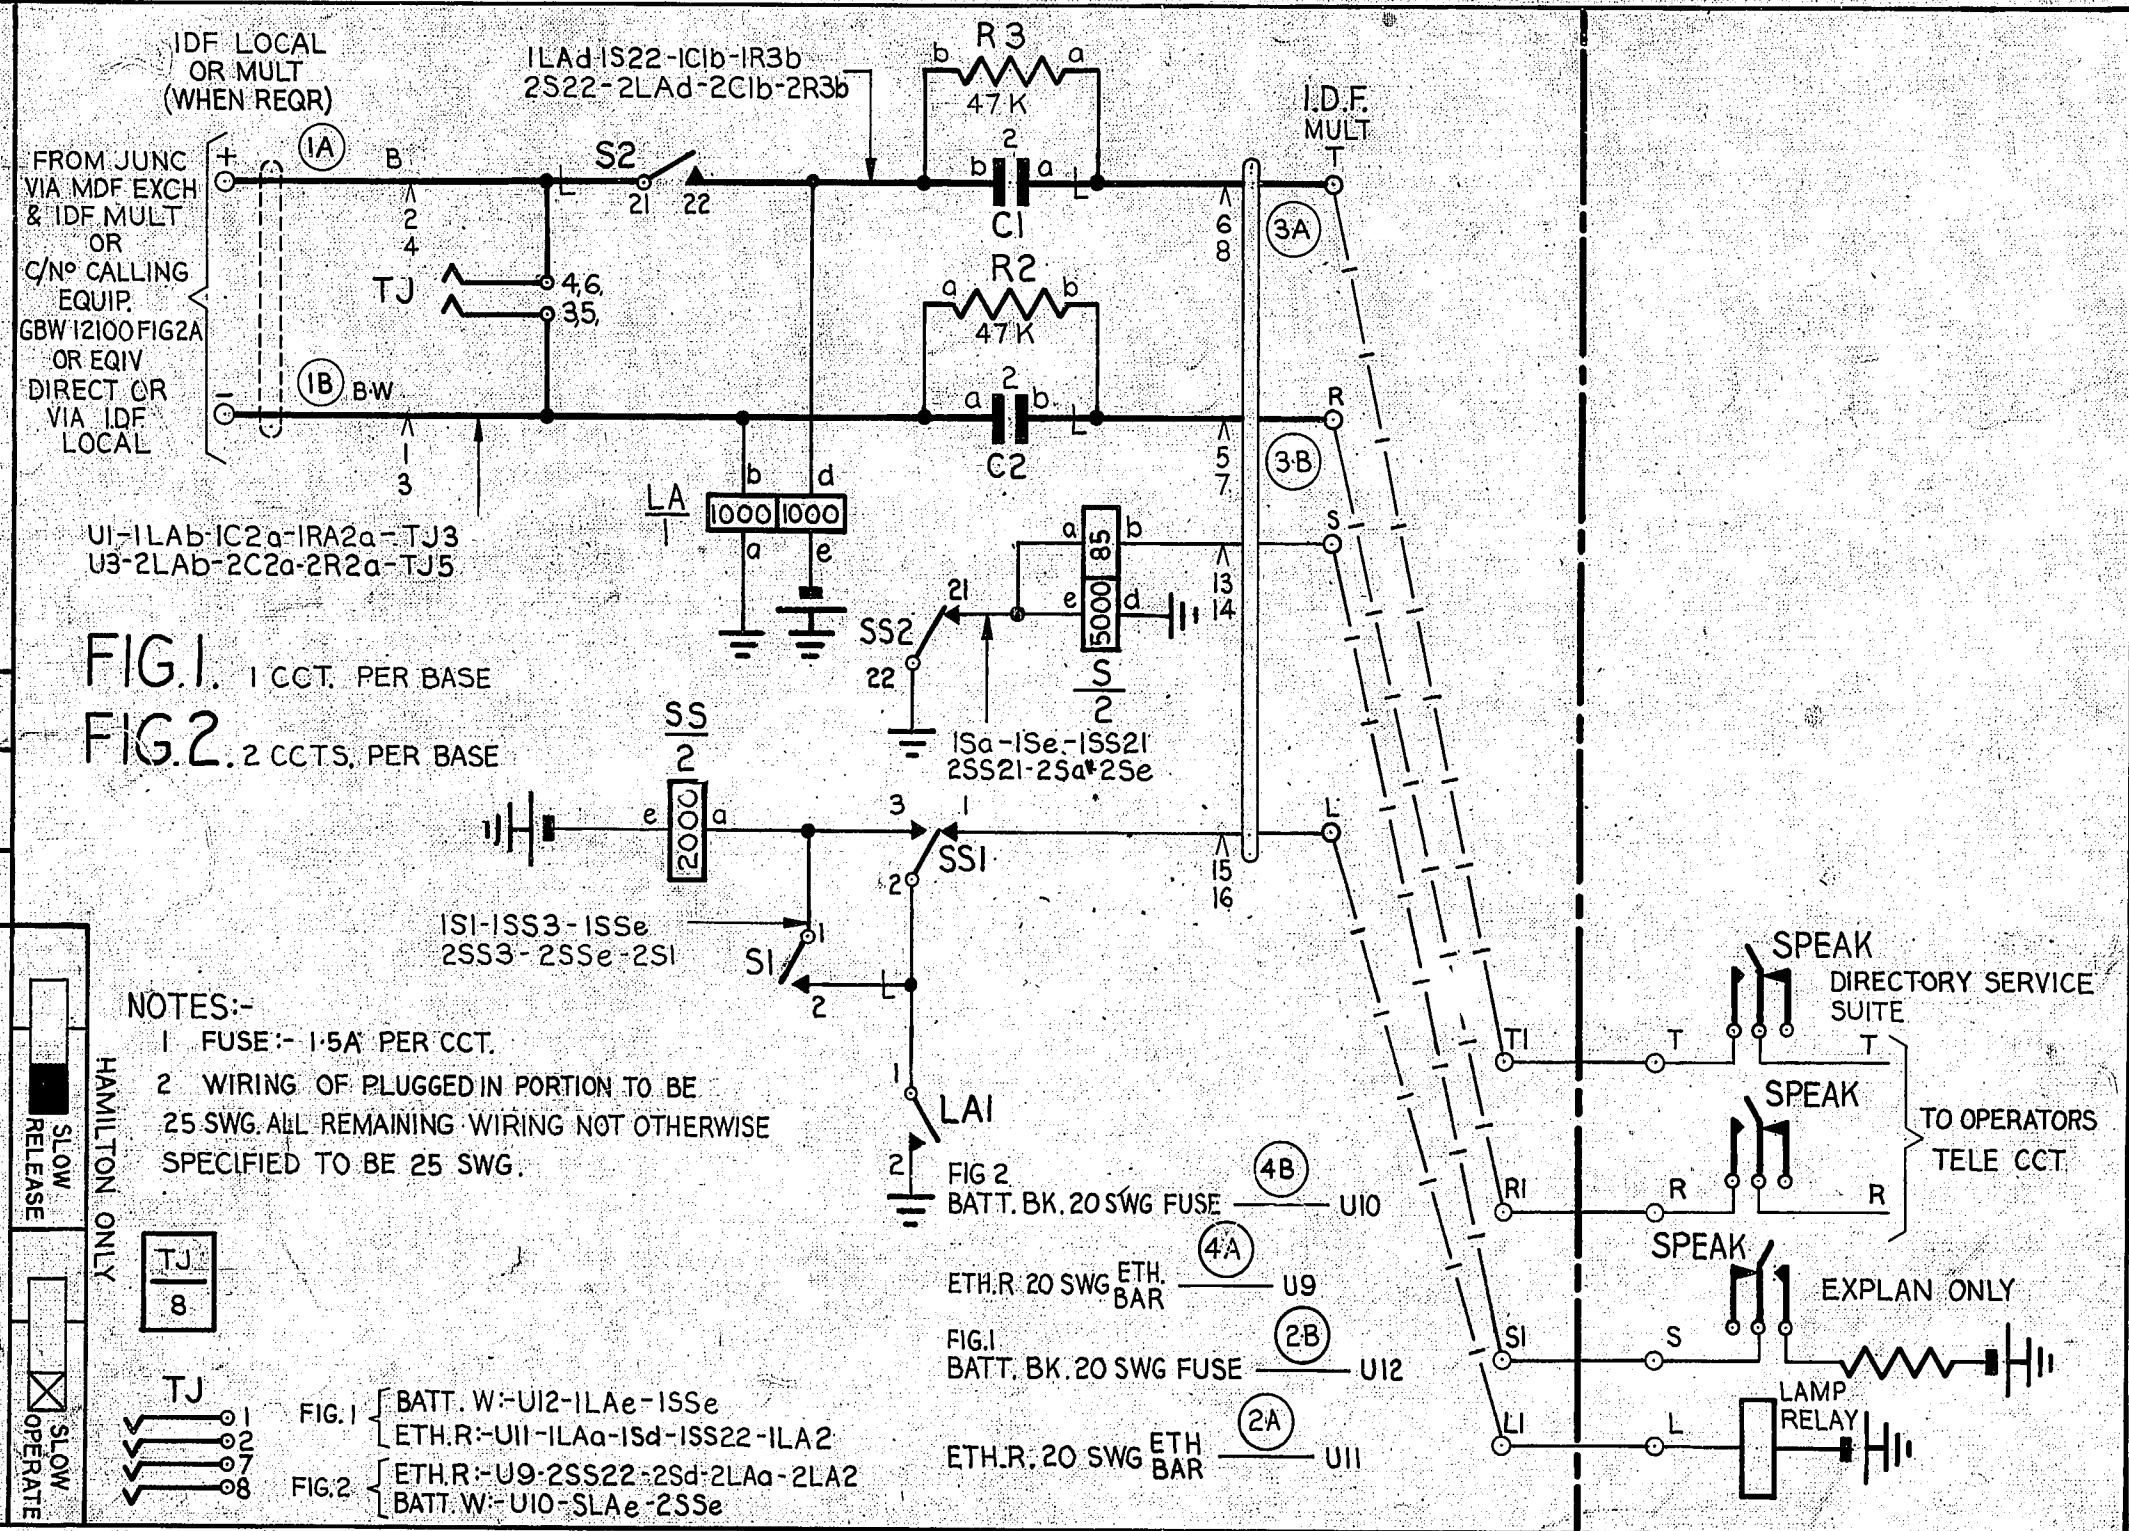 IDF LOCAL
OR MULT
(WHEN REQR)
FROM JUNC
VIA MDF EXCH
& IDF MULT
OR
C/Nº CALLING
EQUIP.
GBW 12100 FIG2A
OR EQIV
DIRECT OR
VIA I.DF
LOCAL
+
−
1A
B
2
4
1B
B·W
1
3
TJ
4,6,
3,5,
L
S2
21
22
1LAd-1S22-1C1b-1R3b
2S22-2LAd-2C1b-2R3b
R3
b
a
47K
2
b
a
L
C1
R2
a
b
47K
2
a
b
L
C2
6
8
3A
5
7
3B
I.D.F.
MULT
T
R
S
L
U1-1LAb-1C2a-1RA2a-TJ3
U3-2LAb-2C2a-2R2a-TJ5
LA
1
b
d
1000
1000
a
e
a
85
b
e
5000
d
S
2
13
14
SS2
21
22
1Sa-1Se-1SS21
2SS21-2Sa-2Se
FIG.1. 1 CCT. PER BASE
FIG.2. 2 CCTS. PER BASE
SS
2
e
2000
a
3
1
SS1
2
15
16
1S1-1SS3-1SSe
2SS3-2SSe-2S1
S1
1
2
L
1
LA1
2
NOTES:-
1 FUSE:- 1·5A PER CCT.
2 WIRING OF PLUGGED IN PORTION TO BE
25 SWG. ALL REMAINING WIRING NOT OTHERWISE
SPECIFIED TO BE 25 SWG.
HAMILTON ONLY
SLOW
RELEASE
SLOW
OPERATE
TJ
8
TJ
1
2
7
8
FIG.1
BATT. W:-U12-1LAe-1SSe
ETH.R:-U11-1LAa-1Sd-1SS22-1LA2
FIG.2
ETH.R:-U9-2SS22-2Sd-2LAa-2LA2
BATT. W:-U10-SLAe-2SSe
FIG 2
BATT. BK. 20 SWG FUSE 4B U10
ETH.R 20 SWG ETH. BAR 4A U9
FIG.1
BATT. BK. 20 SWG FUSE 2B U12
ETH.R. 20 SWG ETH BAR 2A U11
T1
R1
S1
L1
T
R
S
L
SPEAK
DIRECTORY SERVICE
SUITE
T
SPEAK
TO OPERATORS
TELE CCT
R
SPEAK
EXPLAN ONLY
LAMP
RELAY